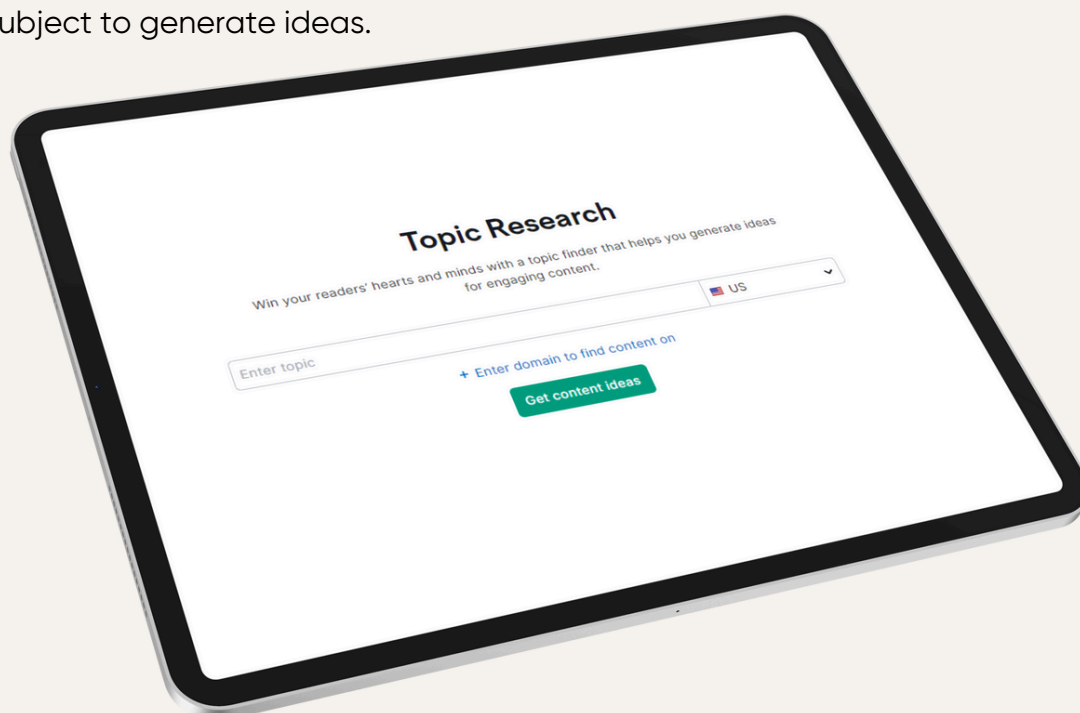 ubject to generate ideas.
Topic Research
Win your readers' hearts and minds with a topic finder that helps you generate ideas
for engaging content.
Enter topic
US
+ Enter domain to find content on
Get content ideas